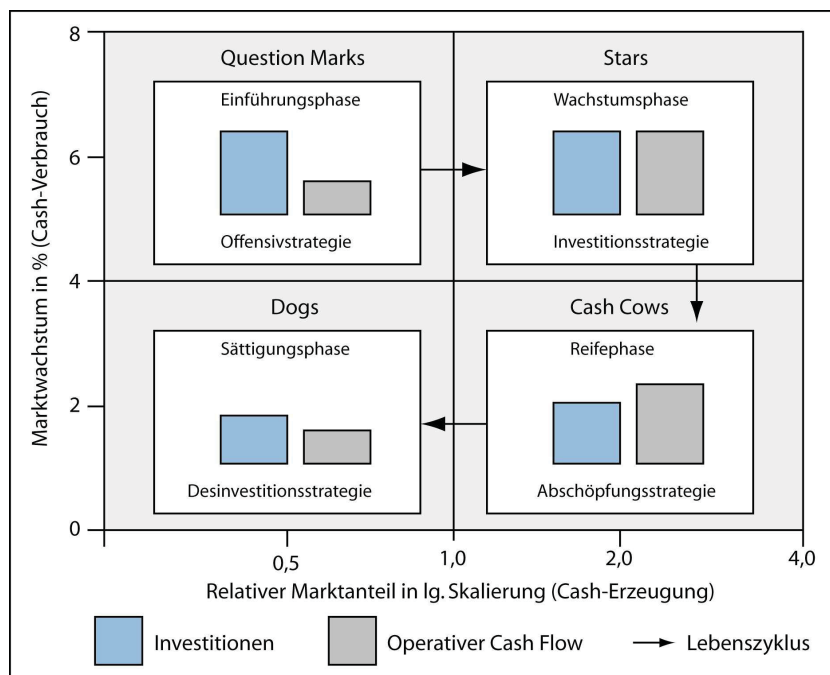 8
Question Marks
Stars
Einführungsphase
Wachstumsphase
6
Offensivstrategie
Investitionsstrategie
4
Marktwachstum in % (Cash-Verbrauch)
Dogs
Cash Cows
Sättigungsphase
Reifephase
2
Desinvestitionsstrategie
Abschöpfungsstrategie
0
0,5
1,0
2,0
4,0
Relativer Marktanteil in lg. Skalierung (Cash-Erzeugung)
Investitionen
Operativer Cash Flow
Lebenszyklus